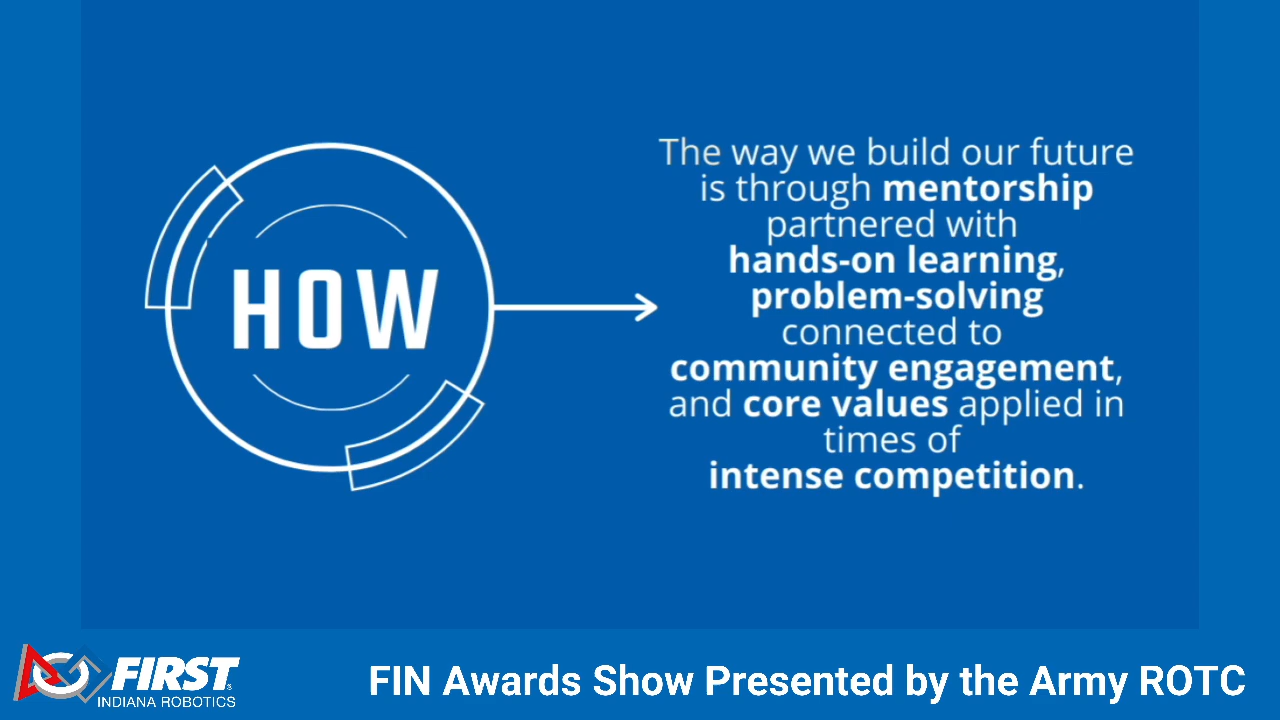 HOW
The way we build our future
is through mentorship
partnered with
hands-on learning,
problem-solving
connected to
community engagement,
and core values applied in
times of
intense competition.
FIRST
INDIANA ROBOTICS
FIN Awards Show Presented by the Army ROTC